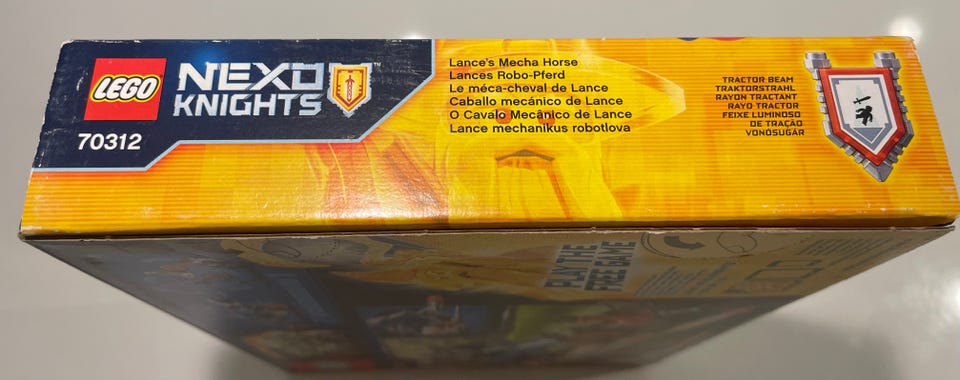 LEGO
NEXO
KNIGHTS™
70312
Lance's Mecha Horse
Lances Robo-Pferd
Le méca-cheval de Lance
Caballo mecánico de Lance
O Cavalo Mecânico de Lance
Lance mechanikus robotlova
TRACTOR BEAM
TRAKTORSTRAHL
RAYON TRACTANT
RAYO TRACTOR
FEIXE LUMINOSO
DE TRAÇÃO
VONÓSUGÁR
PLAY THE
FREE GAME